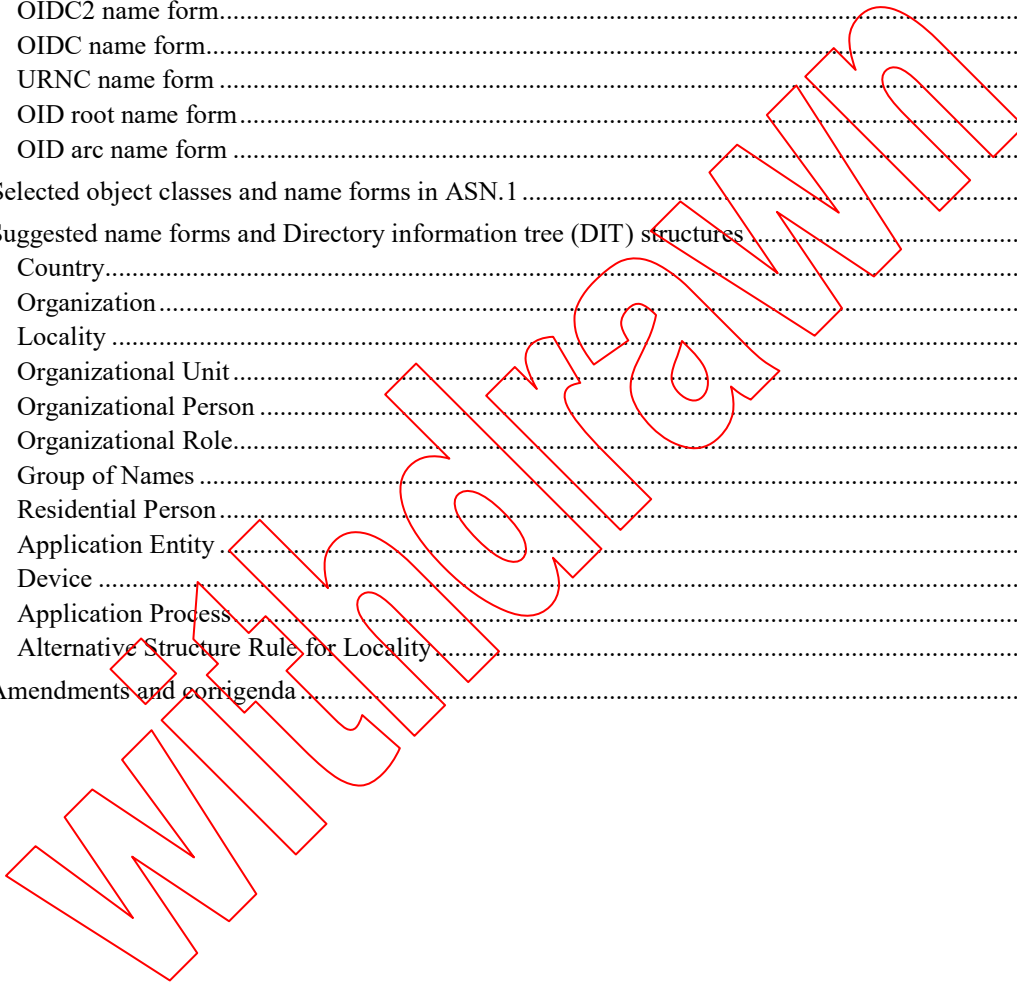 OIDC2 name form
OIDC name form
URNC name form
OID root name form
OID arc name form
Selected object classes and name forms in ASN.1
Suggested name forms and Directory information tree (DIT) structures
Country
Organization
Locality
Organizational Unit
Organizational Person
Organizational Role
Group of Names
Residential Person
Application Entity
Device
Application Process
Alternative Structure Rule for Locality
Amendments and corrigenda
withdrawn